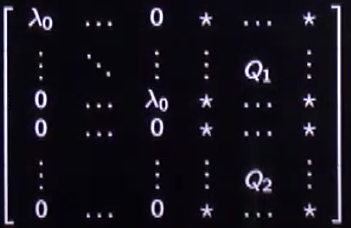 λ₀ ... 0 * ... *
⋮ ⋱ ⋮ ⋮ Q₁ ⋮
0 ... λ₀ * ... *
0 ... 0 * ... *
⋮ ⋮ ⋮ Q₂ ⋮
0 ... 0 * ... *